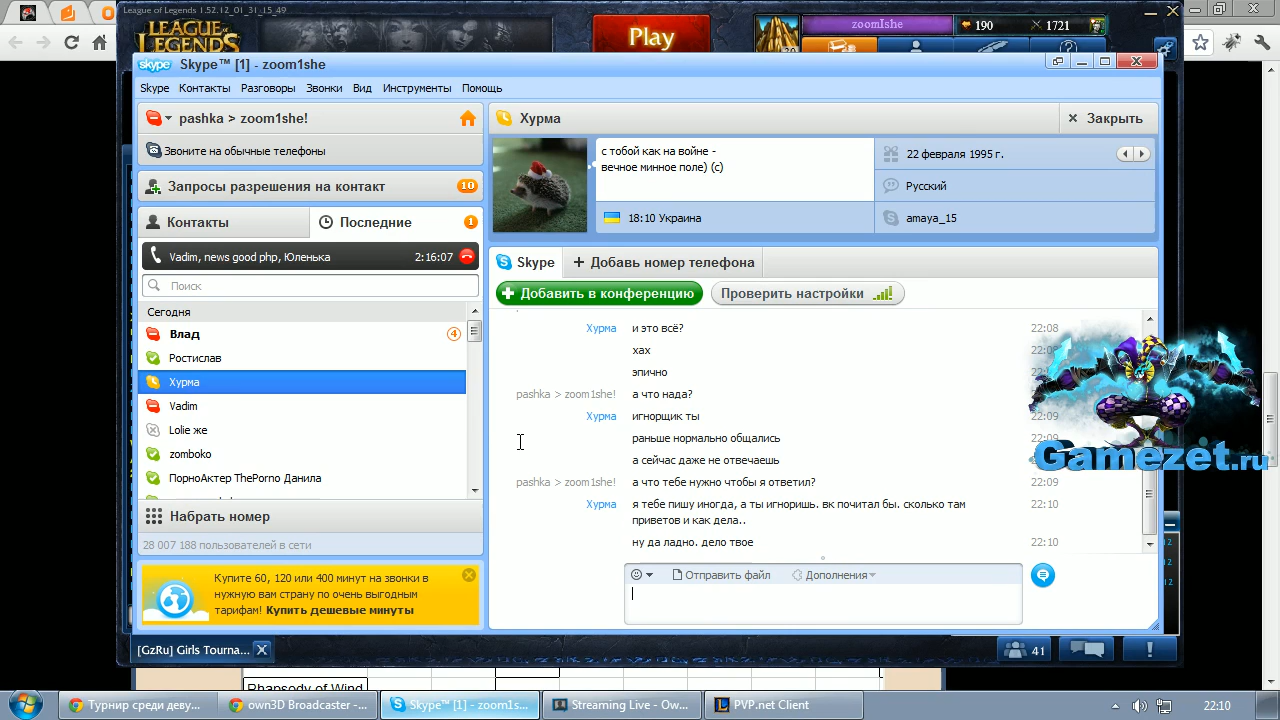 League of Legends 1.52.12_01_31_15_49
LEAGUE OF LEGENDS
Play
zoom1she
190
1721
Skype™ [1] - zoom1she
Skype Контакты Разговоры Звонки Вид Инструменты Помощь
pashka > zoom1she!
Звоните на обычные телефоны
Запросы разрешения на контакт 10
Контакты
Последние 1
Vadim, news good php, Юленька 2:16:07
Поиск
Сегодня
Влад 4
Ростислав
Хурма
Vadim
Lolie же
zomboko
ПорноАктер ThePorno Данила
Набрать номер
28 007 188 пользователей в сети
Купите 60, 120 или 400 минут на звонки в
нужную вам страну по очень выгодным
тарифам! Купить дешевые минуты
Хурма
Закрыть
с тобой как на войне -
вечное минное поле) (с)
18:10 Украина
22 февраля 1995 г.
Русский
amaya_15
Skype
Добавь номер телефона
Добавить в конференцию
Проверить настройки
Хурма и это всё? 22:08
хах 22:08
эпично
pashka > zoom1she! а что нада?
Хурма игнорщик ты 22:09
раньше нормально общались 22:09
а сейчас даже не отвечаешь
pashka > zoom1she! а что тебе нужно чтобы я ответил? 22:09
Хурма я тебе пишу иногда, а ты игноришь. вк почитал бы. сколько там 22:10
приветов и как дела..
ну да ладно. дело твое 22:10
Gamezet.ru
Отправить файл
Дополнения
[GzRu] Girls Tourna...
41
Rhapsody of Wind
Турнир среди деву...
own3D Broadcaster -...
Skype™ [1] - zoom1s...
Streaming Live - Ow...
PVP.net Client
22:10